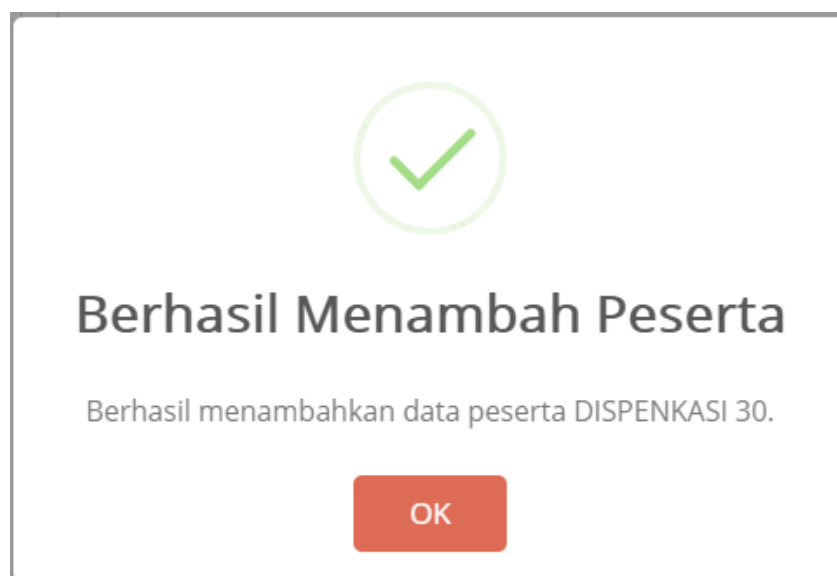 Berhasil Menambah Peserta
Berhasil menambahkan data peserta DISPENKASI 30.
OK